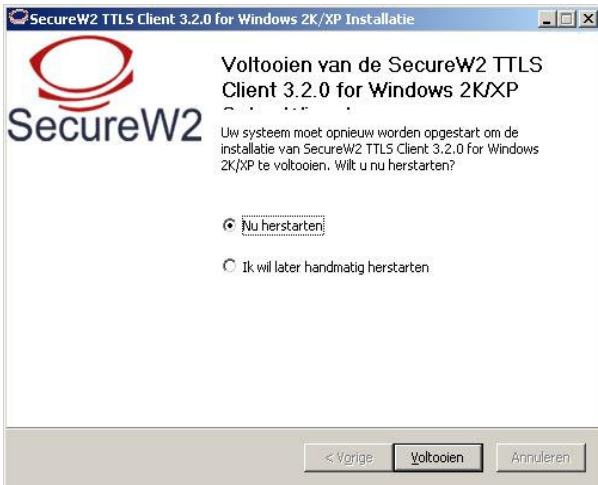 SecureW2 TTLS Client 3.2.0 for Windows 2K/XP Installatie
SecureW2
Voltooien van de SecureW2 TTLS
Client 3.2.0 for Windows 2K/XP
Uw systeem moet opnieuw worden opgestart om de
installatie van SecureW2 TTLS Client 3.2.0 for Windows
2K/XP te voltooien. Wilt u nu herstarten?
Nu herstarten
Ik wil later handmatig herstarten
< Vorige
Voltooien
Annuleren